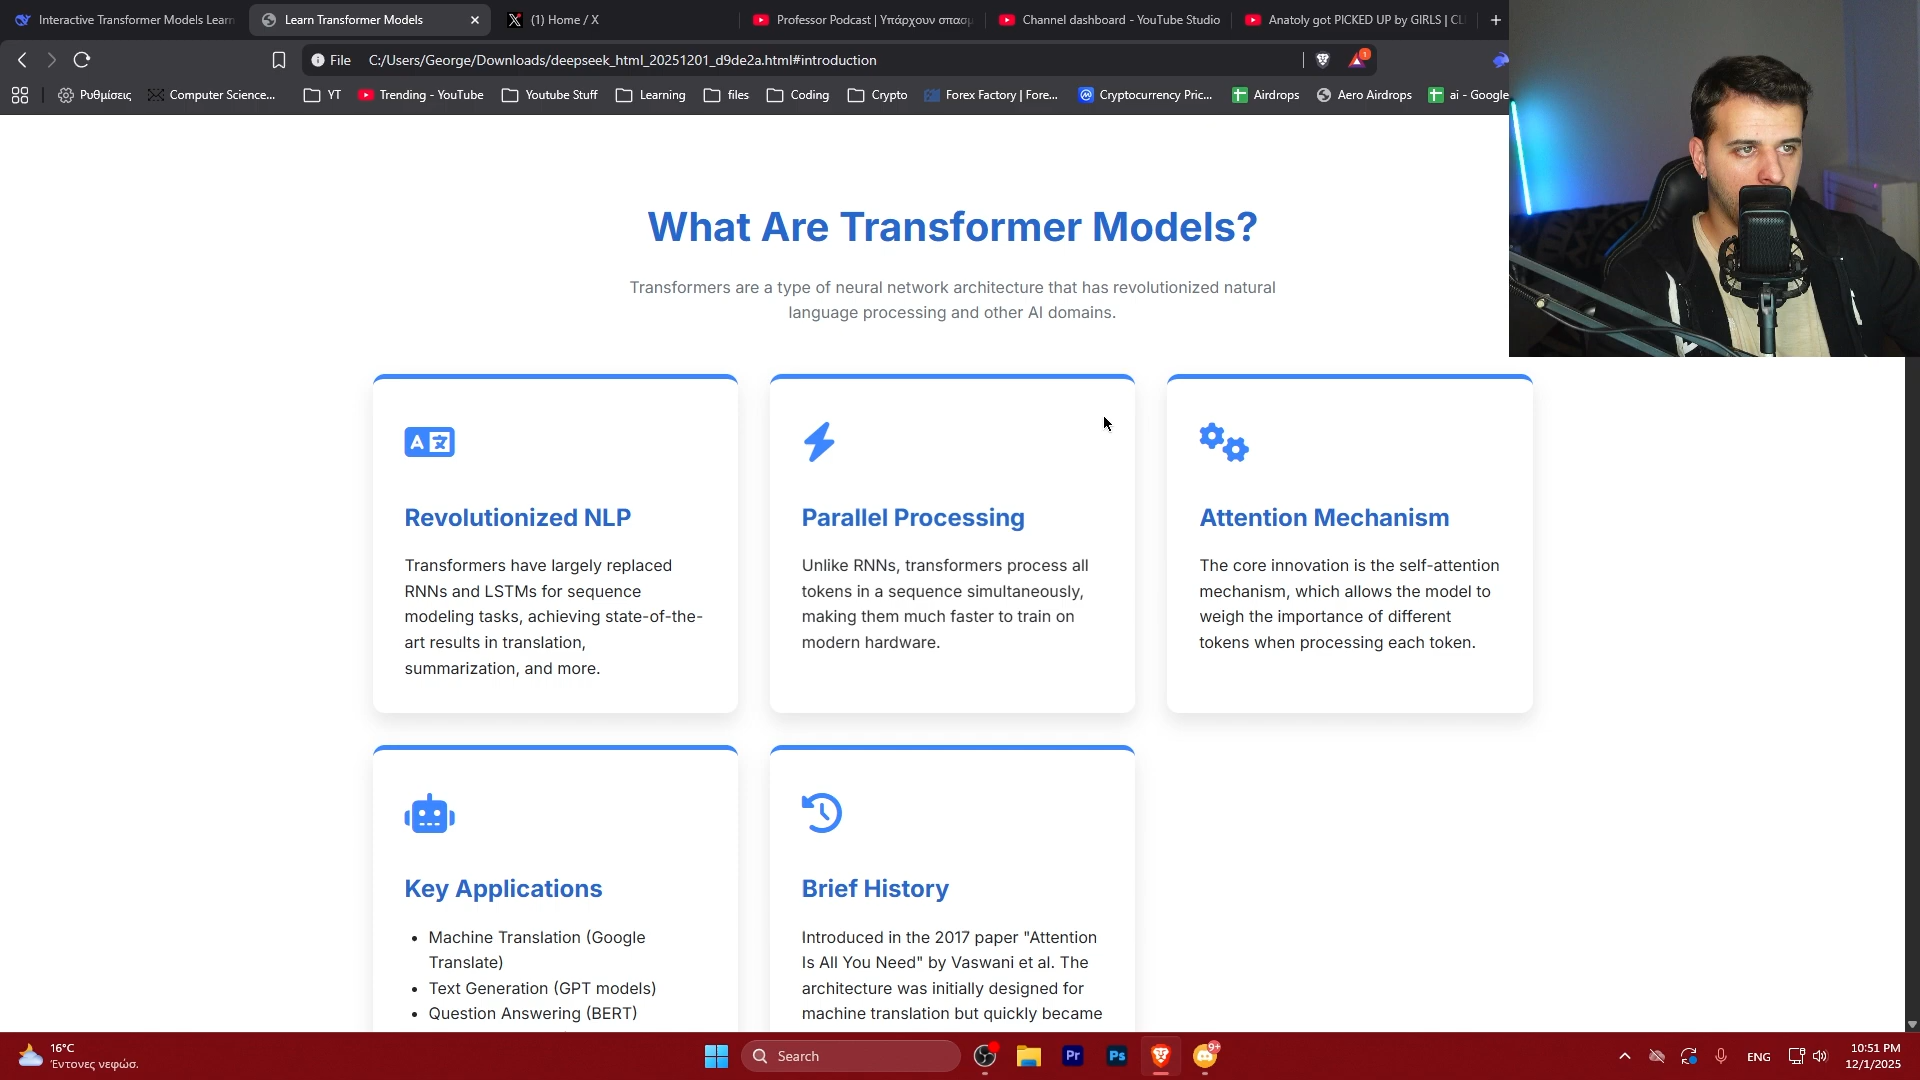 Interactive Transformer Models Learn
Learn Transformer Models
(1) Home / X
Professor Podcast | Υπάρχουν σπασμ
Channel dashboard - YouTube Studio
Anatoly got PICKED UP by GIRLS | CL
File C:/Users/George/Downloads/deepseek_html_20251201_d9de2a.html#introduction
1
Ρυθμίσεις
Computer Science...
YT
Trending - YouTube
Youtube Stuff
Learning
files
Coding
Crypto
Forex Factory | Fore...
Cryptocurrency Pric...
Airdrops
Aero Airdrops
ai - Google
What Are Transformer Models?
Transformers are a type of neural network architecture that has revolutionized natural
language processing and other AI domains.
A
Revolutionized NLP
Transformers have largely replaced
RNNs and LSTMs for sequence
modeling tasks, achieving state-of-the-
art results in translation,
summarization, and more.
Parallel Processing
Unlike RNNs, transformers process all
tokens in a sequence simultaneously,
making them much faster to train on
modern hardware.
Attention Mechanism
The core innovation is the self-attention
mechanism, which allows the model to
weigh the importance of different
tokens when processing each token.
Key Applications
• Machine Translation (Google
Translate)
• Text Generation (GPT models)
• Question Answering (BERT)
Brief History
Introduced in the 2017 paper "Attention
Is All You Need" by Vaswani et al. The
architecture was initially designed for
machine translation but quickly became
16°C
Έντονες νεφώσ.
Search
Pr
Ps
9+
ENG
10:51 PM
12/1/2025